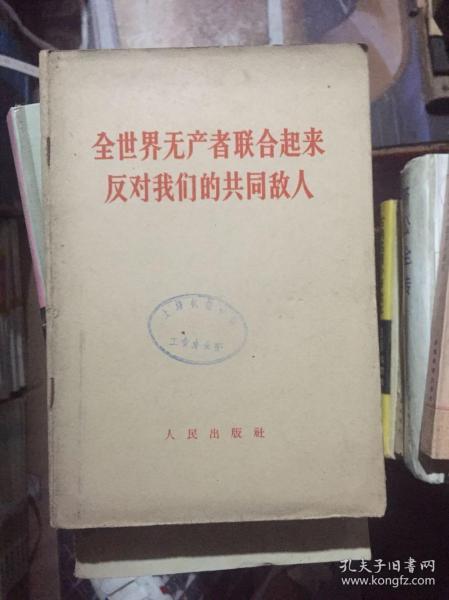 全世界无产者联合起来
反对我们的共同敌人
人民出版社
孔夫子旧书网
www.kongfz.com